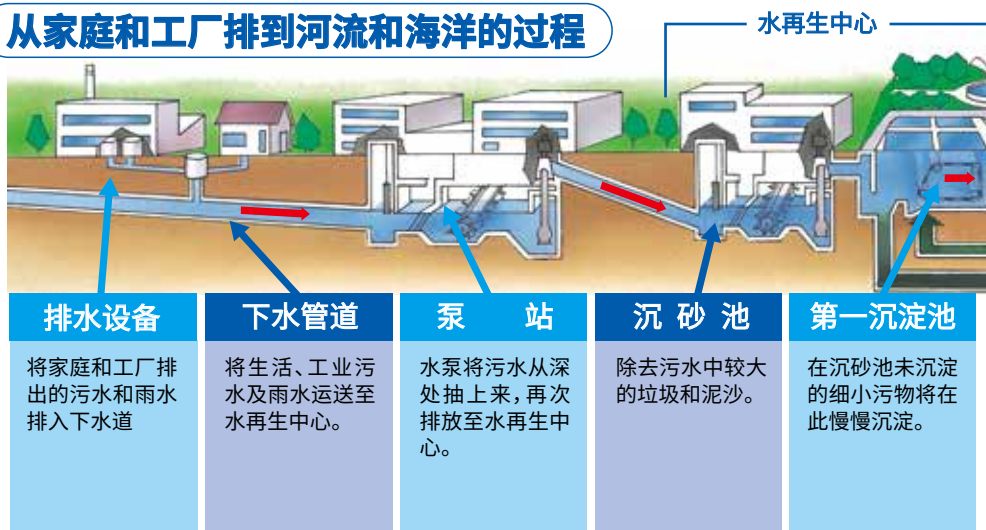 从家庭和工厂排到河流和海洋的过程
水再生中心
排水设备
将家庭和工厂排
出的污水和雨水
排入下水道
下水管道
将生活、工业污
水及雨水运送至
水再生中心。
泵 站
水泵将污水从深
处抽上来，再次
排放至水再生中
心。
沉砂池
除去污水中较大
的垃圾和泥沙。
第一沉淀池
在沉砂池未沉淀
的细小污物将在
此慢慢沉淀。